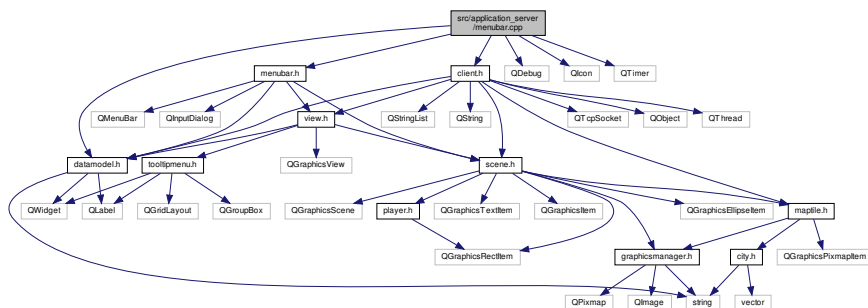 src/application_server
/menubar.cpp
menubar.h
client.h
QDebug
QIcon
QTimer
QMenuBar
QInputDialog
view.h
QStringList
QString
QTcpSocket
QObject
QThread
datamodel.h
tooltipmenu.h
QGraphicsView
scene.h
QWidget
QLabel
QGridLayout
QGroupBox
QGraphicsScene
player.h
QGraphicsTextItem
QGraphicsItem
QGraphicsEllipseItem
maptile.h
QGraphicsRectItem
graphicsmanager.h
city.h
QGraphicsPixmapItem
QPixmap
QImage
string
vector